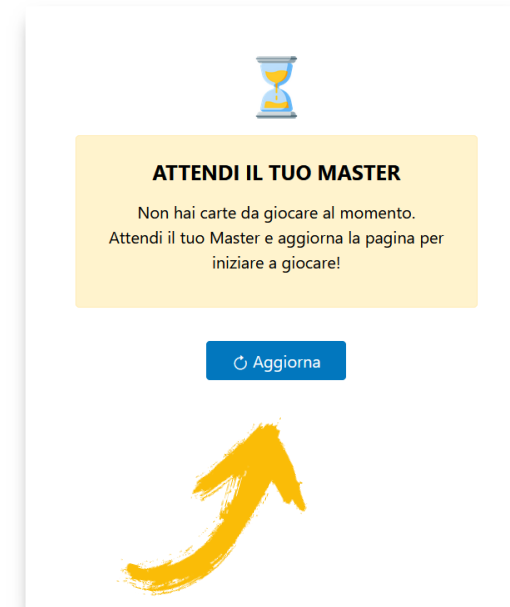 ATTENDI IL TUO MASTER
Non hai carte da giocare al momento.
Attendi il tuo Master e aggiorna la pagina per
iniziare a giocare!
Aggiorna